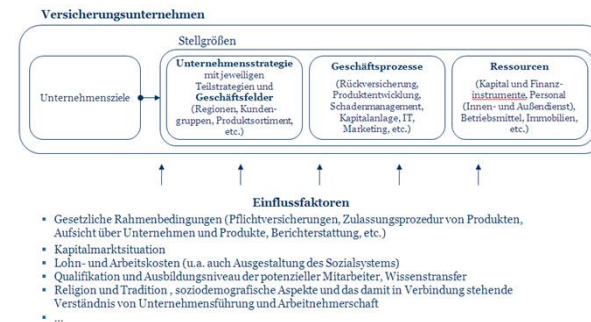 Versicherungsunternehmen
Stellgrößen
Unternehmensziele
Unternehmensstrategie
mit jeweiligen
Teilstrategien und
Geschäftsfelder
(Regionen, Kunden-
gruppen, Produktsortiment,
etc.)
Geschäftsprozesse
(Rückversicherung,
Produktentwicklung,
Schadenmanagement,
Kapitalanlage, IT,
Marketing, etc.)
Ressourcen
(Kapital und Finanz-
instrumente, Personal
(Innen- und Außendienst),
Betriebsmittel, Immobilien,
etc.)
Einflussfaktoren
▪ Gesetzliche Rahmenbedingungen (Pflichtversicherungen, Zulassungsprozedur von Produkten,
Aufsicht über Unternehmen und Produkte, Berichterstattung, etc.)
▪ Kapitalmarktsituation
▪ Lohn- und Arbeitskosten (u.a. auch Ausgestaltung des Sozialsystems)
▪ Qualifikation und Ausbildungsniveau der potenzieller Mitarbeiter, Wissenstransfer
▪ Religion und Tradition , soziodemografische Aspekte und das damit in Verbindung stehende
Verständnis von Unternehmensführung und Arbeitnehmerschaft
▪ ...